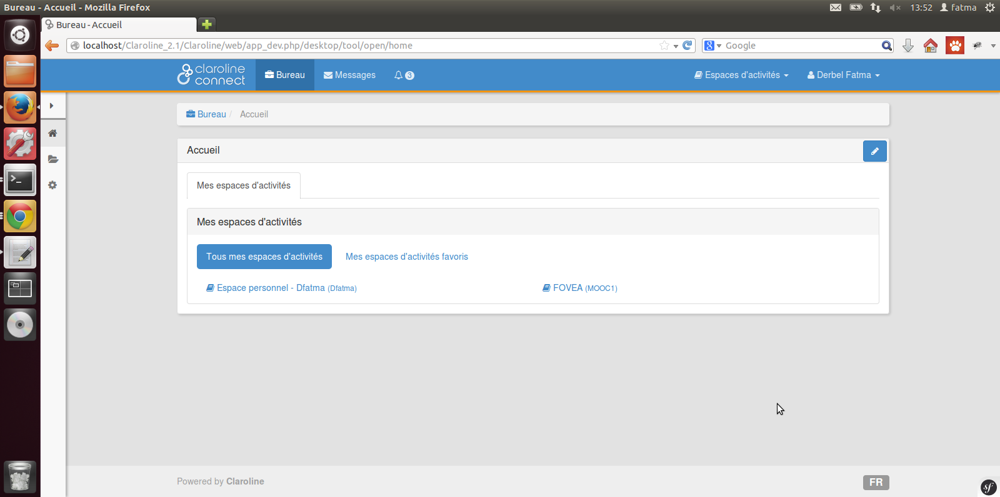 Bureau - Accueil - Mozilla Firefox
13:52 fatma
Bureau - Accueil
localhost/Claroline_2.1/Claroline/web/app_dev.php/desktop/tool/open/home
8 Google
claroline
connect
Bureau Messages 3 Espaces d'activités Derbel Fatma
Bureau / Accueil
Accueil
Mes espaces d'activités
Mes espaces d'activités
Tous mes espaces d'activités Mes espaces d'activités favoris
Espace personnel - Dfatma (Dfatma) FOVEA (MOOC1)
Powered by Claroline FR
sf